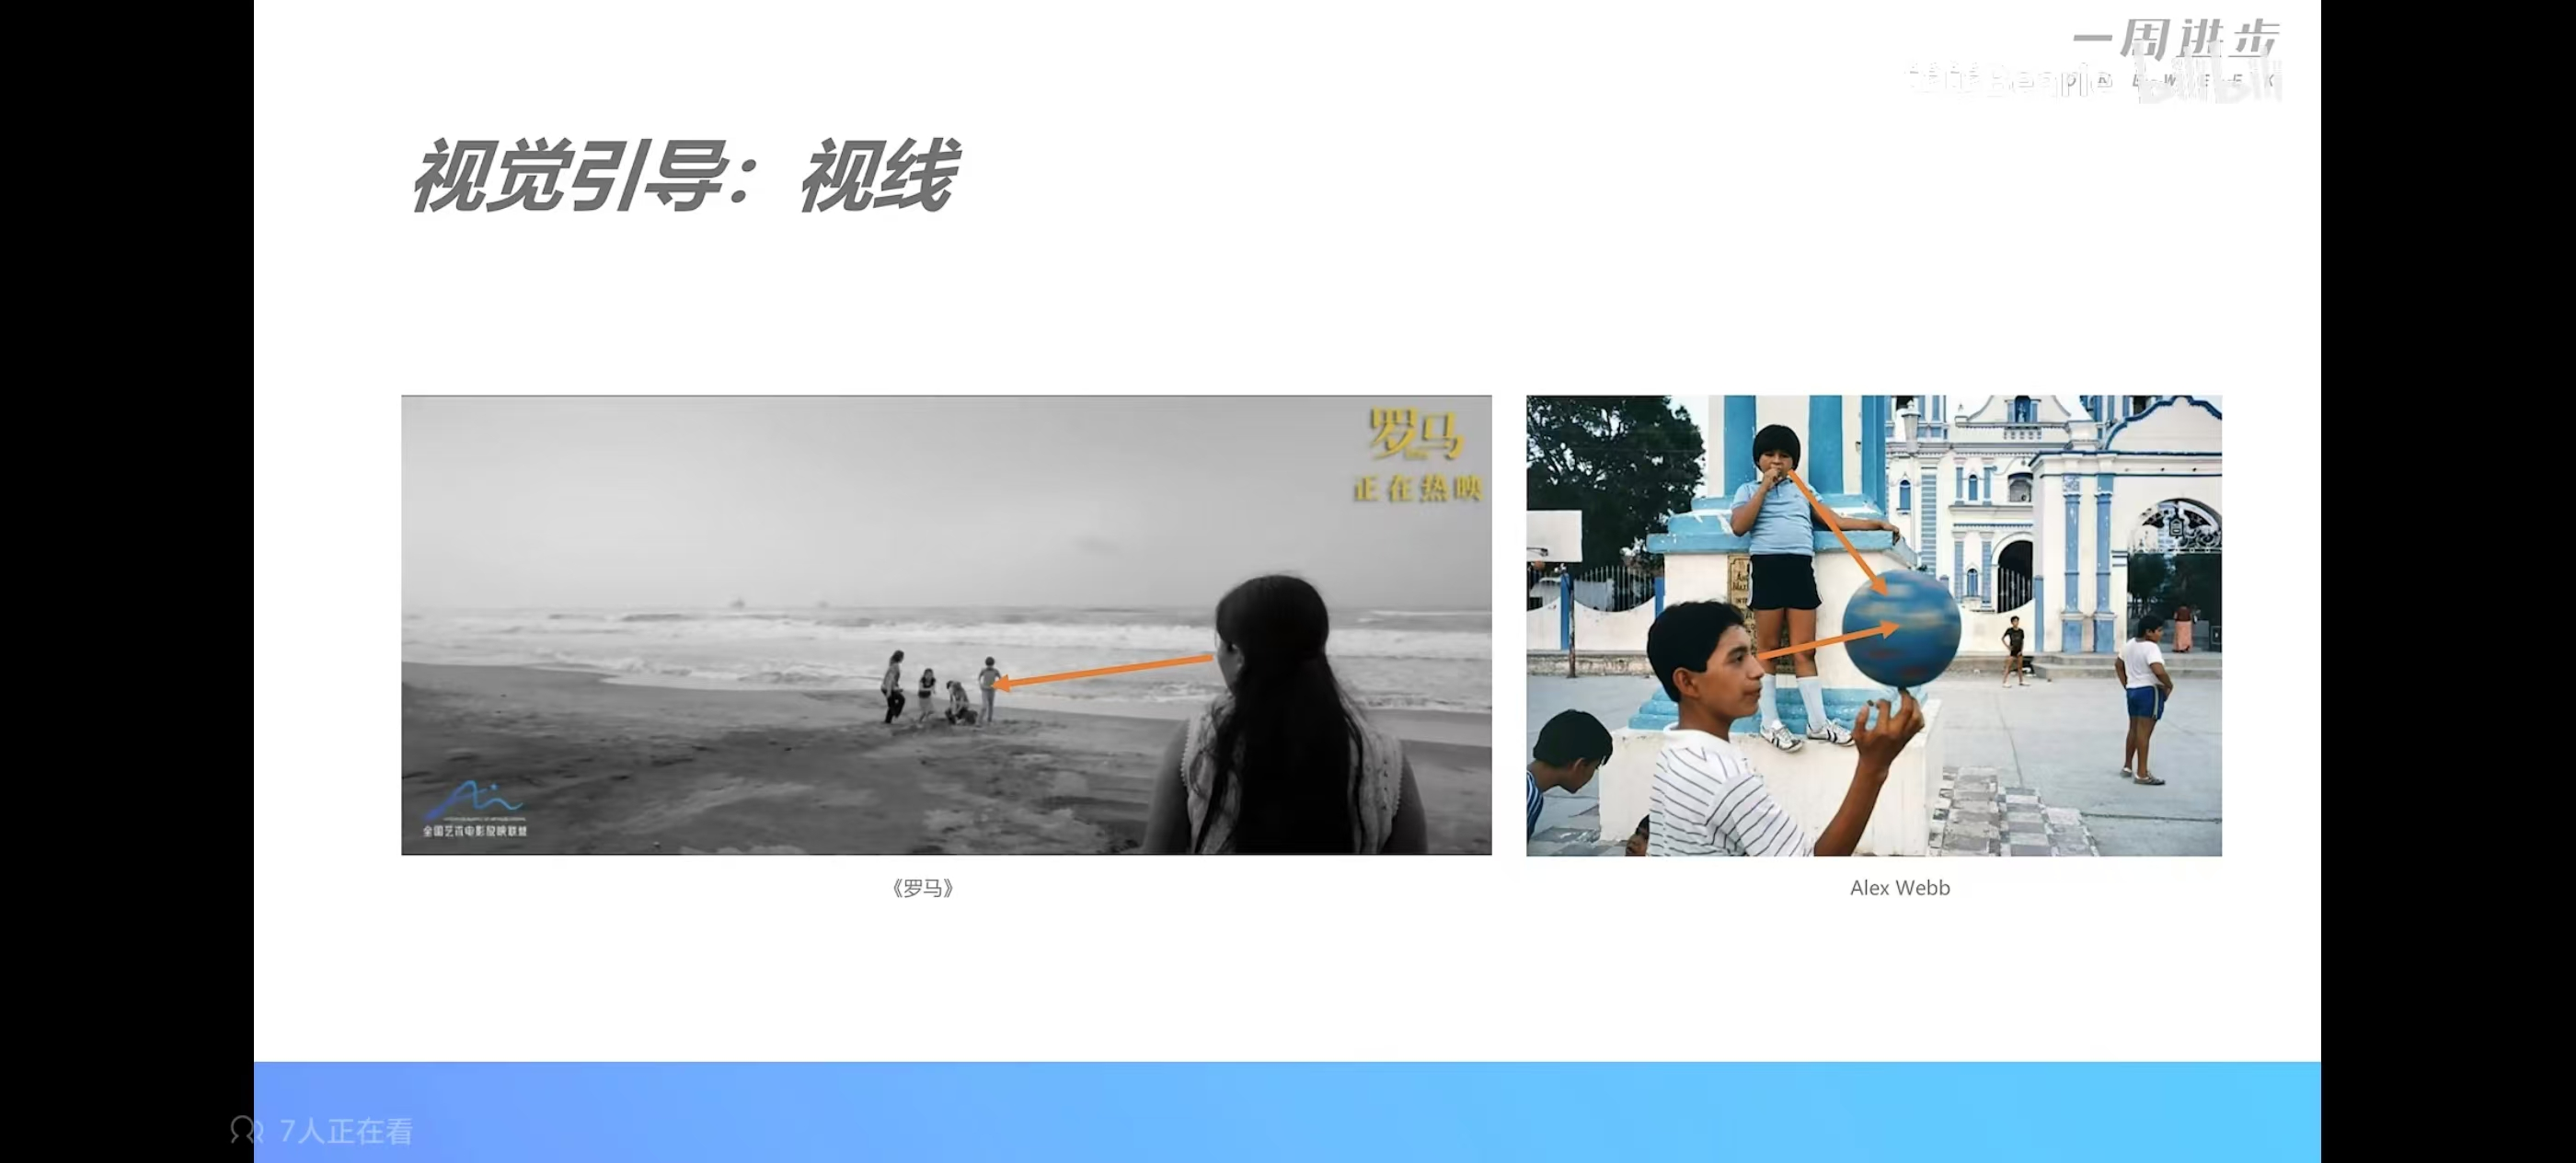 一周进步
bilibili
视觉引导：视线
罗马
正在热映
全国艺术电影放映联盟
《罗马》
Alex Webb
7人正在看